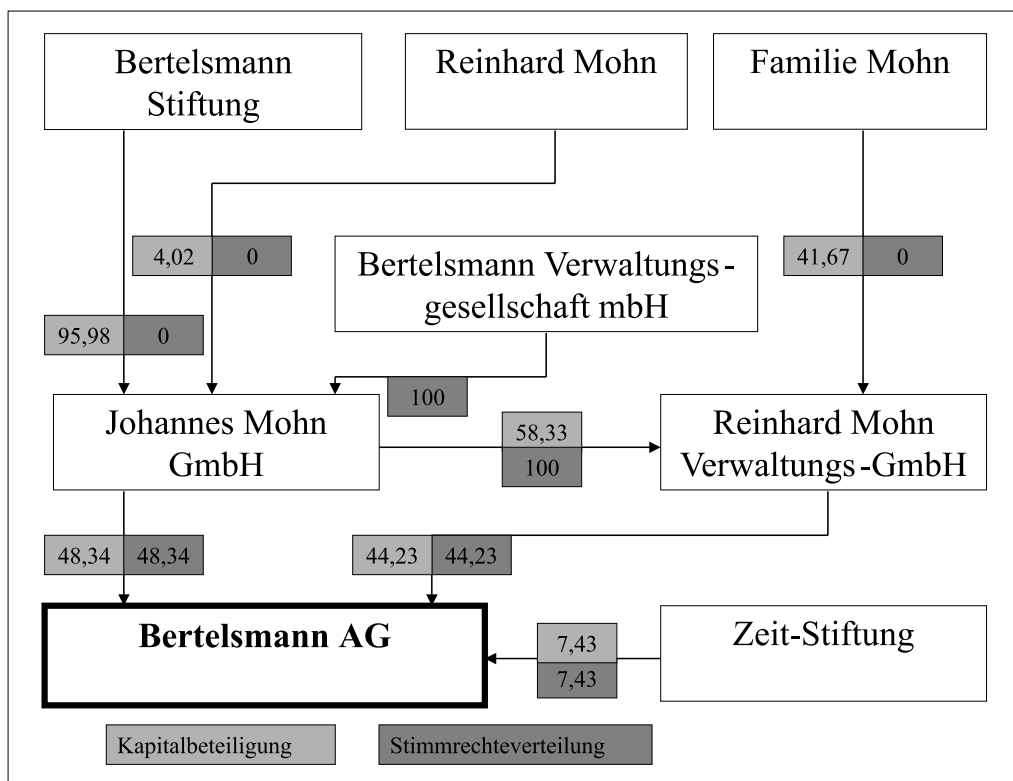 Bertelsmann
Stiftung
Reinhard Mohn
Familie Mohn
4,02 0
41,67 0
Bertelsmann Verwaltungs-
gesellschaft mbH
95,98 0
100
Johannes Mohn
GmbH
58,33
100
Reinhard Mohn
Verwaltungs-GmbH
48,34 48,34
44,23 44,23
Bertelsmann AG
7,43
7,43
Zeit-Stiftung
Kapitalbeteiligung
Stimmrechteverteilung